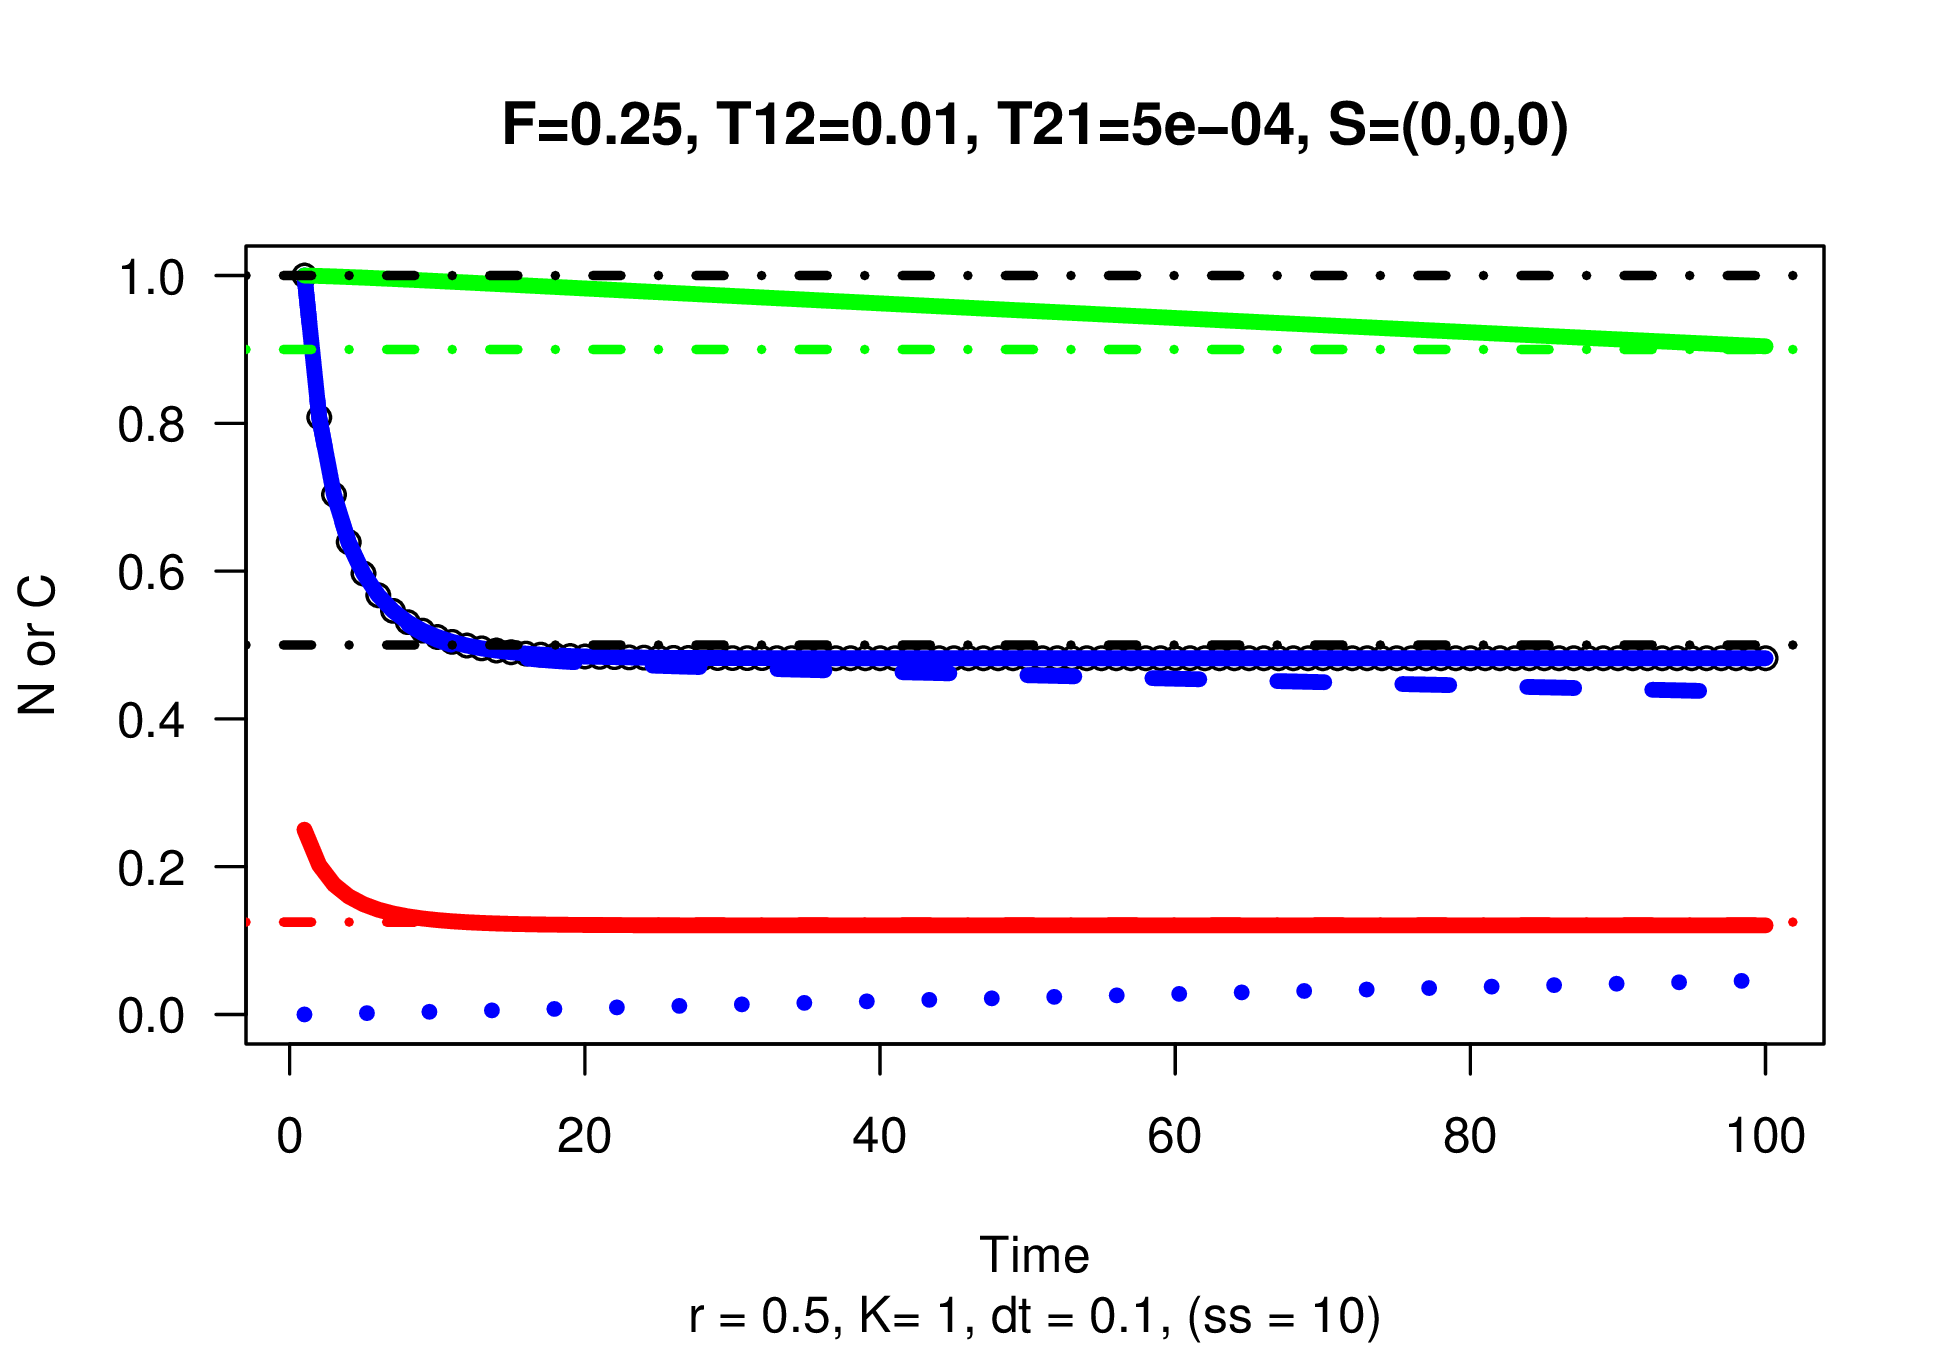 F=0.25, T12=0.01, T21=5e−04, S=(0,0,0)
N or C
1.0
0.8
0.6
0.4
0.2
0.0
0 20 40 60 80 100
Time
r = 0.5, K= 1, dt = 0.1, (ss = 10)